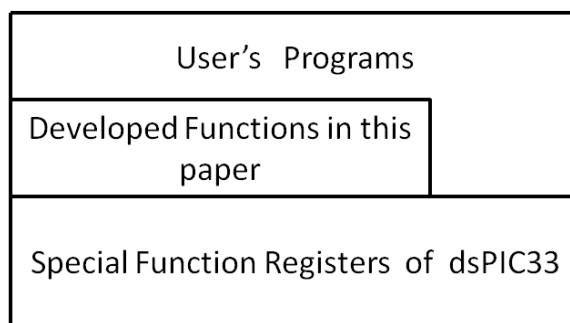 User's Programs
Developed Functions in this
paper
Special Function Registers of dsPIC33